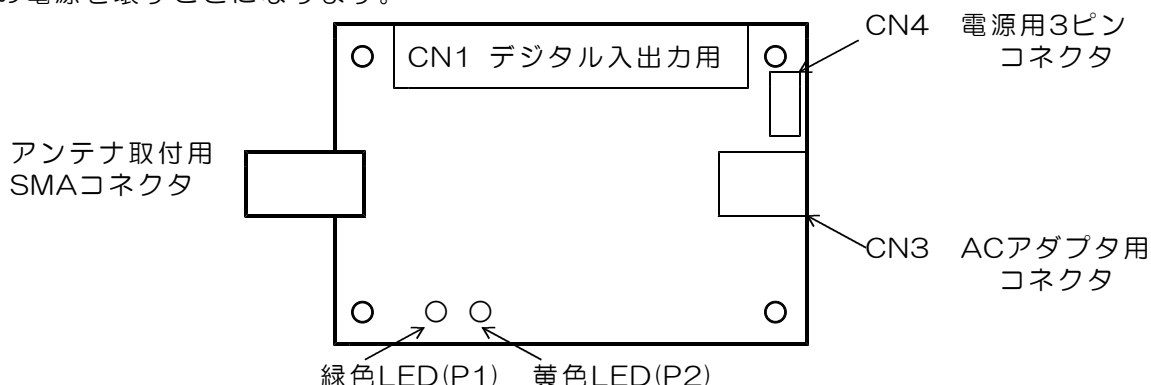 の電源を壊すことになります。
CN4 電源用3ピン
コネクタ
CN1 デジタル入出力用
アンテナ取付用
SMAコネクタ
CN3 ACアダプタ用
コネクタ
緑色LED(P1) 黄色LED(P2)